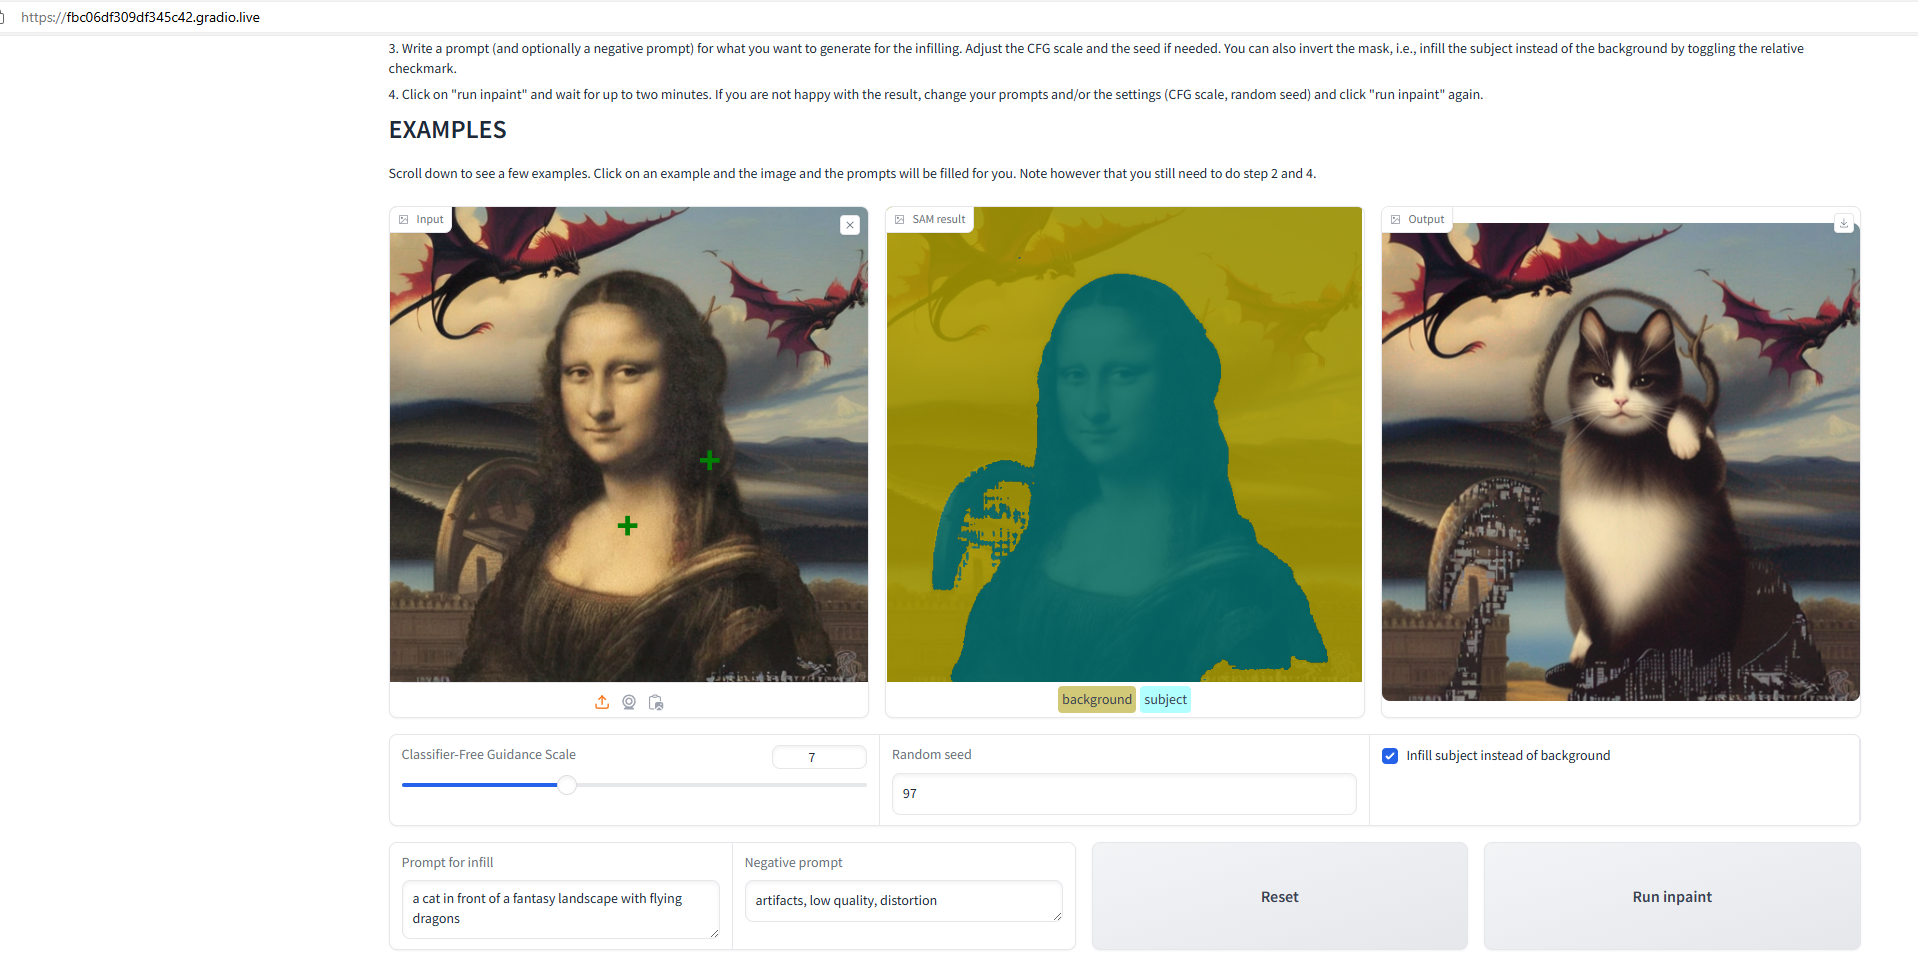 https://fbc06df309df345c42.gradio.live
3. Write a prompt (and optionally a negative prompt) for what you want to generate for the infilling. Adjust the CFG scale and the seed if needed. You can also invert the mask, i.e., infill the subject instead of the background by toggling the relative
checkmark.
4. Click on "run inpaint" and wait for up to two minutes. If you are not happy with the result, change your prompts and/or the settings (CFG scale, random seed) and click "run inpaint" again.
EXAMPLES
Scroll down to see a few examples. Click on an example and the image and the prompts will be filled for you. Note however that you still need to do step 2 and 4.
Input
SAM result
Output
background subject
Classifier-Free Guidance Scale
7
Random seed
97
Infill subject instead of background
Prompt for infill
a cat in front of a fantasy landscape with flying
dragons
Negative prompt
artifacts, low quality, distortion
Reset
Run inpaint